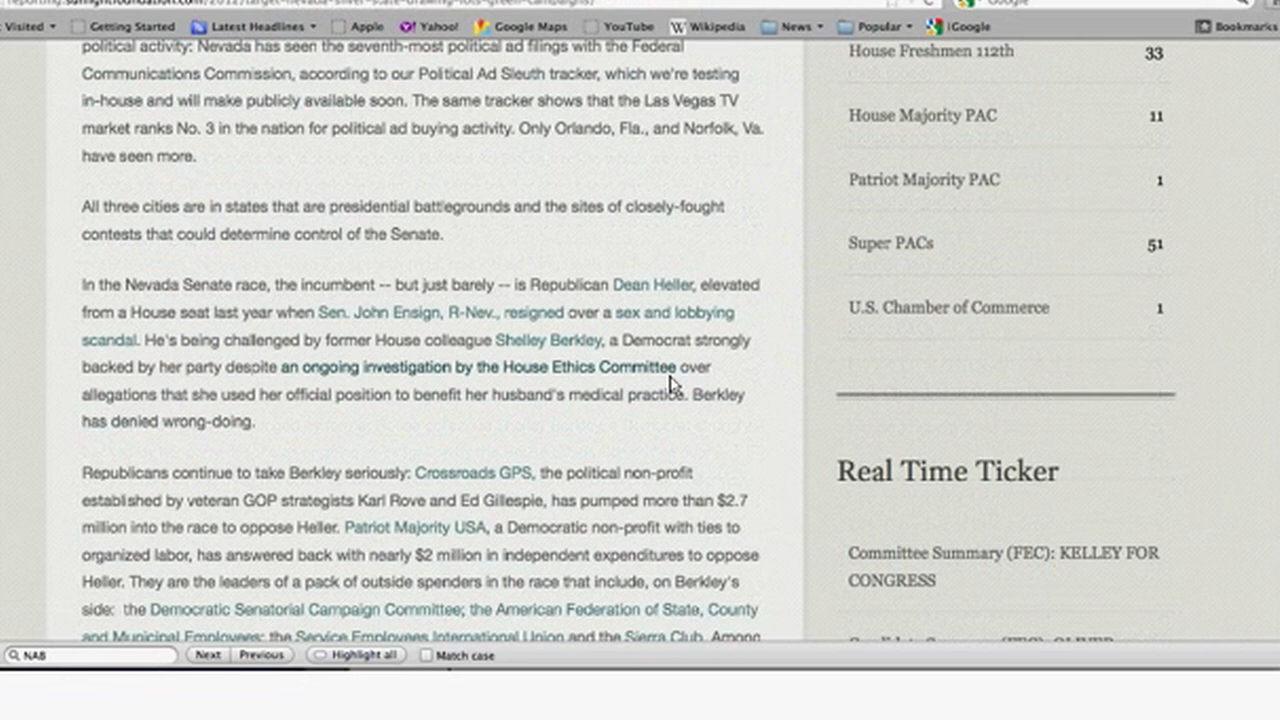 Visited
Getting Started
Latest Headlines
Apple
Yahoo!
Google Maps
YouTube
Wikipedia
News
Popular
iGoogle
Bookmarks
political activity: Nevada has seen the seventh-most political ad filings with the Federal
Communications Commission, according to our Political Ad Sleuth tracker, which we're testing
in-house and will make publicly available soon. The same tracker shows that the Las Vegas TV
market ranks No. 3 in the nation for political ad buying activity. Only Orlando, Fla., and Norfolk, Va.
have seen more.
All three cities are in states that are presidential battlegrounds and the sites of closely-fought
contests that could determine control of the Senate.
In the Nevada Senate race, the incumbent -- but just barely -- is Republican Dean Heller, elevated
from a House seat last year when Sen. John Ensign, R-Nev., resigned over a sex and lobbying
scandal. He's being challenged by former House colleague Shelley Berkley, a Democrat strongly
backed by her party despite an ongoing investigation by the House Ethics Committee over
allegations that she used her official position to benefit her husband's medical practice. Berkley
has denied wrong-doing.
Republicans continue to take Berkley seriously: Crossroads GPS, the political non-profit
established by veteran GOP strategists Karl Rove and Ed Gillespie, has pumped more than $2.7
million into the race to oppose Heller. Patriot Majority USA, a Democratic non-profit with ties to
organized labor, has answered back with nearly $2 million in independent expenditures to oppose
Heller. They are the leaders of a pack of outside spenders in the race that include, on Berkley's
side: the Democratic Senatorial Campaign Committee; the American Federation of State, County
and Municipal Employees; the Service Employees International Union and the Sierra Club. Among
House Freshmen 112th 33
House Majority PAC 11
Patriot Majority PAC 1
Super PACs 51
U.S. Chamber of Commerce 1
Real Time Ticker
Committee Summary (FEC): KELLEY FOR
CONGRESS
NAB
Next
Previous
Highlight all
Match case